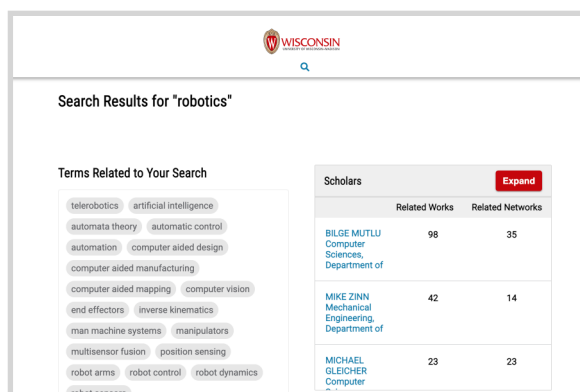 WISCONSIN
UNIVERSITY OF WISCONSIN-MADISON
Search Results for "robotics"
Terms Related to Your Search
telerobotics artificial intelligence
automata theory automatic control
automation computer aided design
computer aided manufacturing
computer aided mapping computer vision
end effectors inverse kinematics
man machine systems manipulators
multisensor fusion position sensing
robot arms robot control robot dynamics
Scholars Expand
Related Works Related Networks
BILGE MUTLU 98 35
Computer
Sciences,
Department of
MIKE ZINN 42 14
Mechanical
Engineering,
Department of
MICHAEL 23 23
GLEICHER
Computer